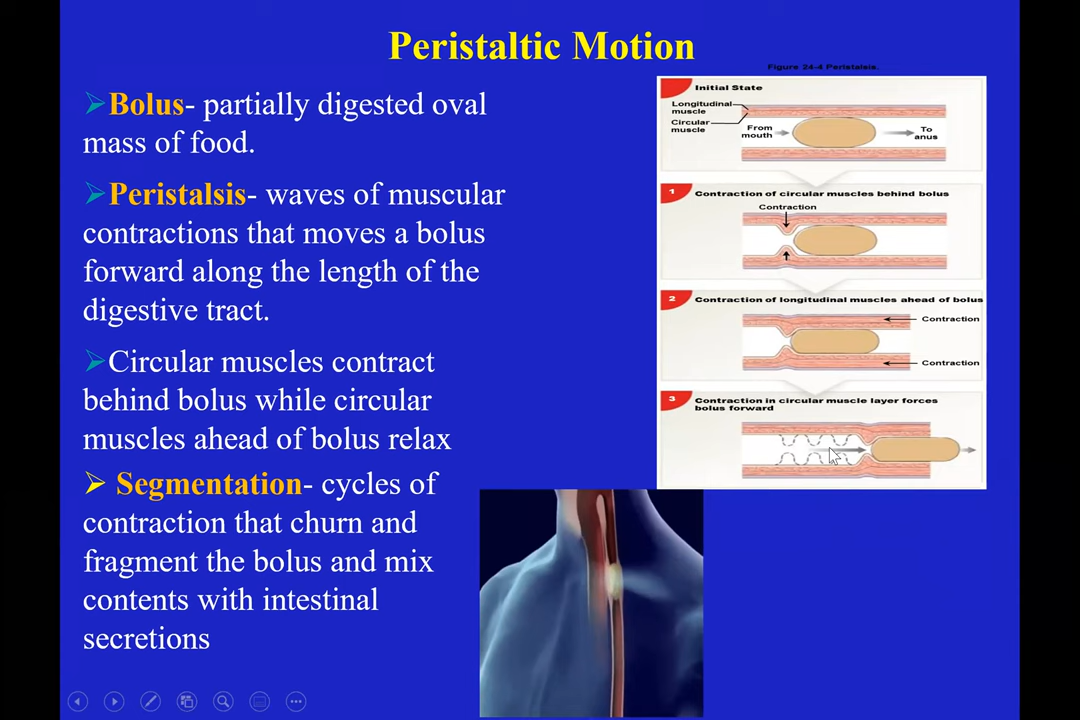 Peristaltic Motion
Bolus- partially digested oval
mass of food.
Peristalsis- waves of muscular
contractions that moves a bolus
forward along the length of the
digestive tract.
Circular muscles contract
behind bolus while circular
muscles ahead of bolus relax
Segmentation- cycles of
contraction that churn and
fragment the bolus and mix
contents with intestinal
secretions
Figure 24-4 Peristalsis.
Initial State
Longitudinal
muscle
Circular
muscle
From
mouth
To
anus
1 Contraction of circular muscles behind bolus
Contraction
2 Contraction of longitudinal muscles ahead of bolus
Contraction
Contraction
3 Contraction in circular muscle layer forces
bolus forward